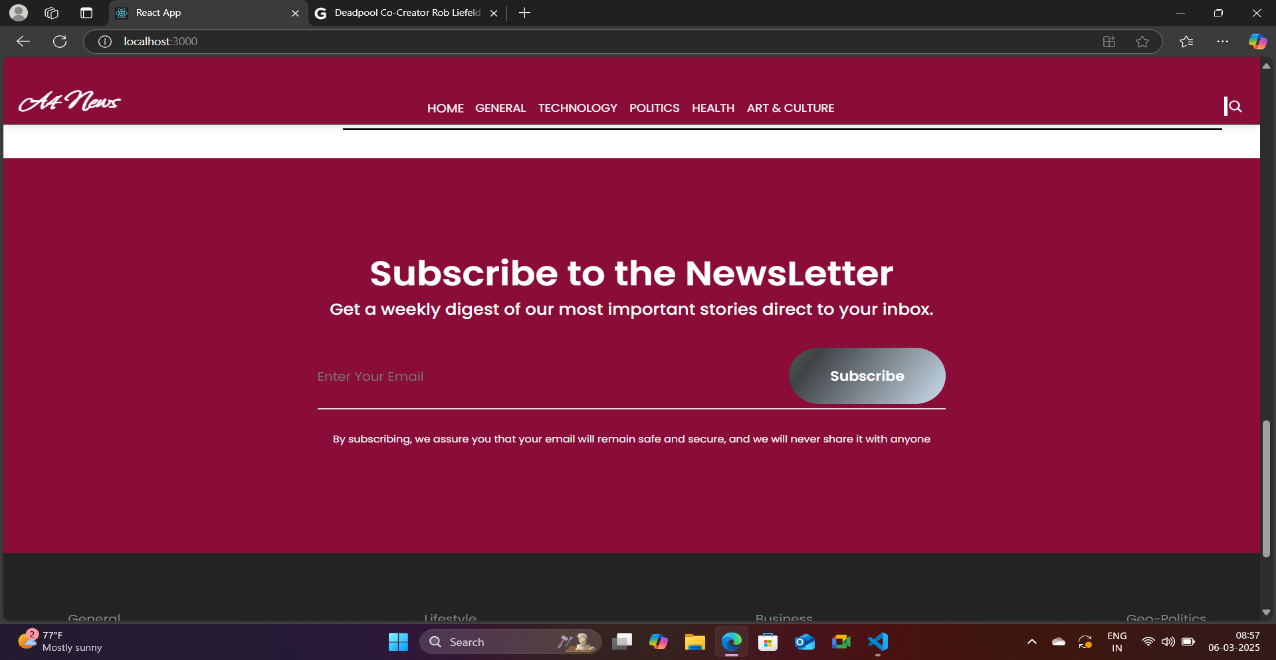 React App
G Deadpool Co-Creator Rob Liefeld
localhost:3000
A4 News
HOME GENERAL TECHNOLOGY POLITICS HEALTH ART & CULTURE
Subscribe to the NewsLetter
Get a weekly digest of our most important stories direct to your inbox.
Enter Your Email
Subscribe
By subscribing, we assure you that your email will remain safe and secure, and we will never share it with anyone
General Lifestyle Business Geo-Politics
2
77°F
Mostly sunny
Search
ENG
IN
08:57
06-03-2025